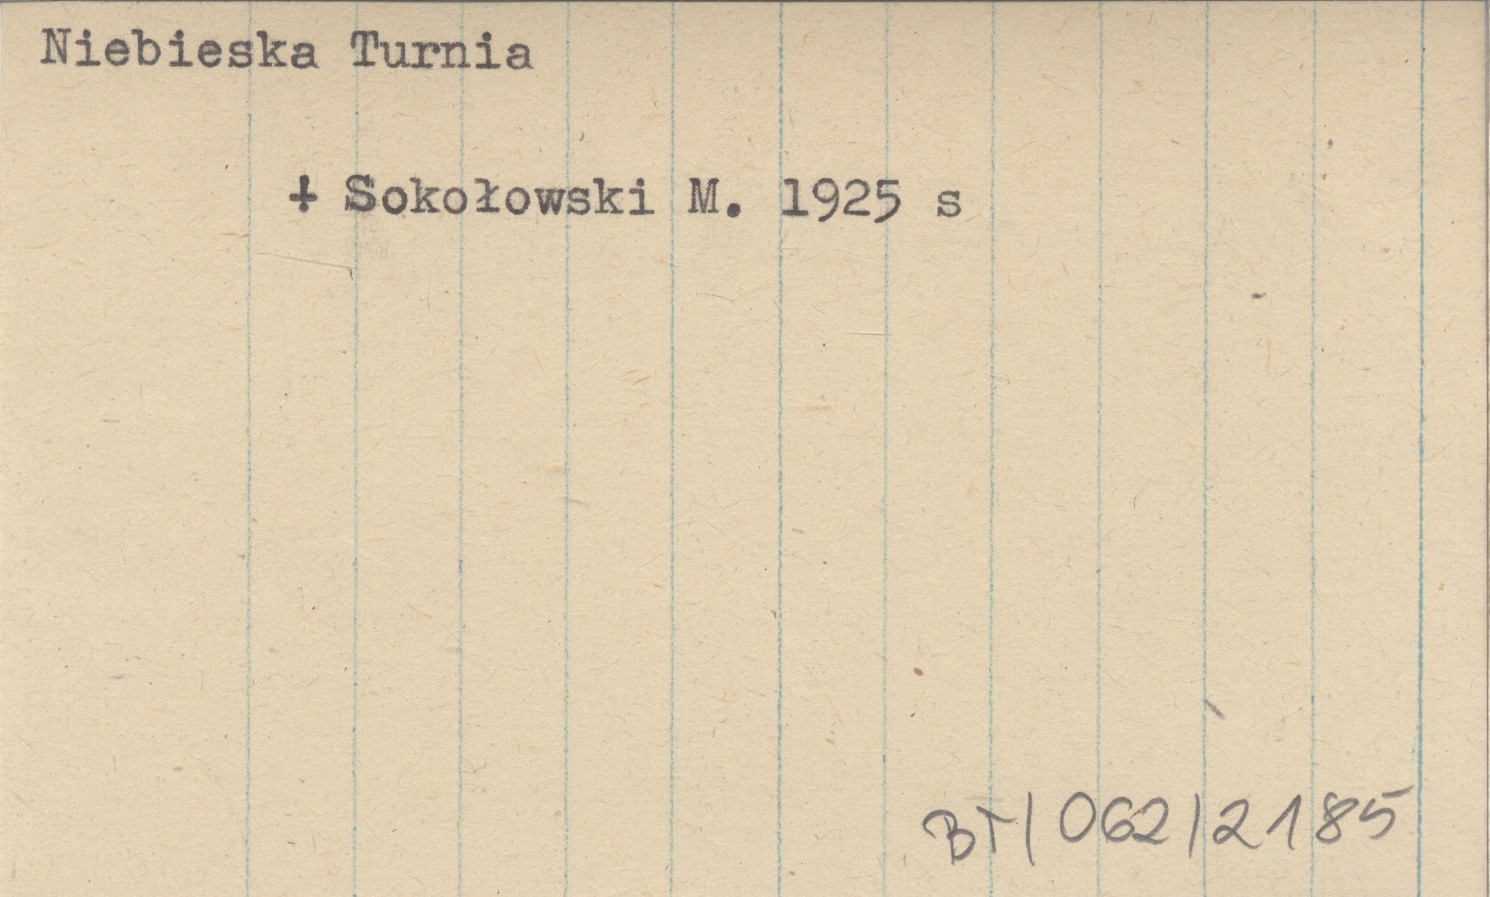 Niebieska Turnia
+ Sokołowski M. 1925 s
BT/062/2185